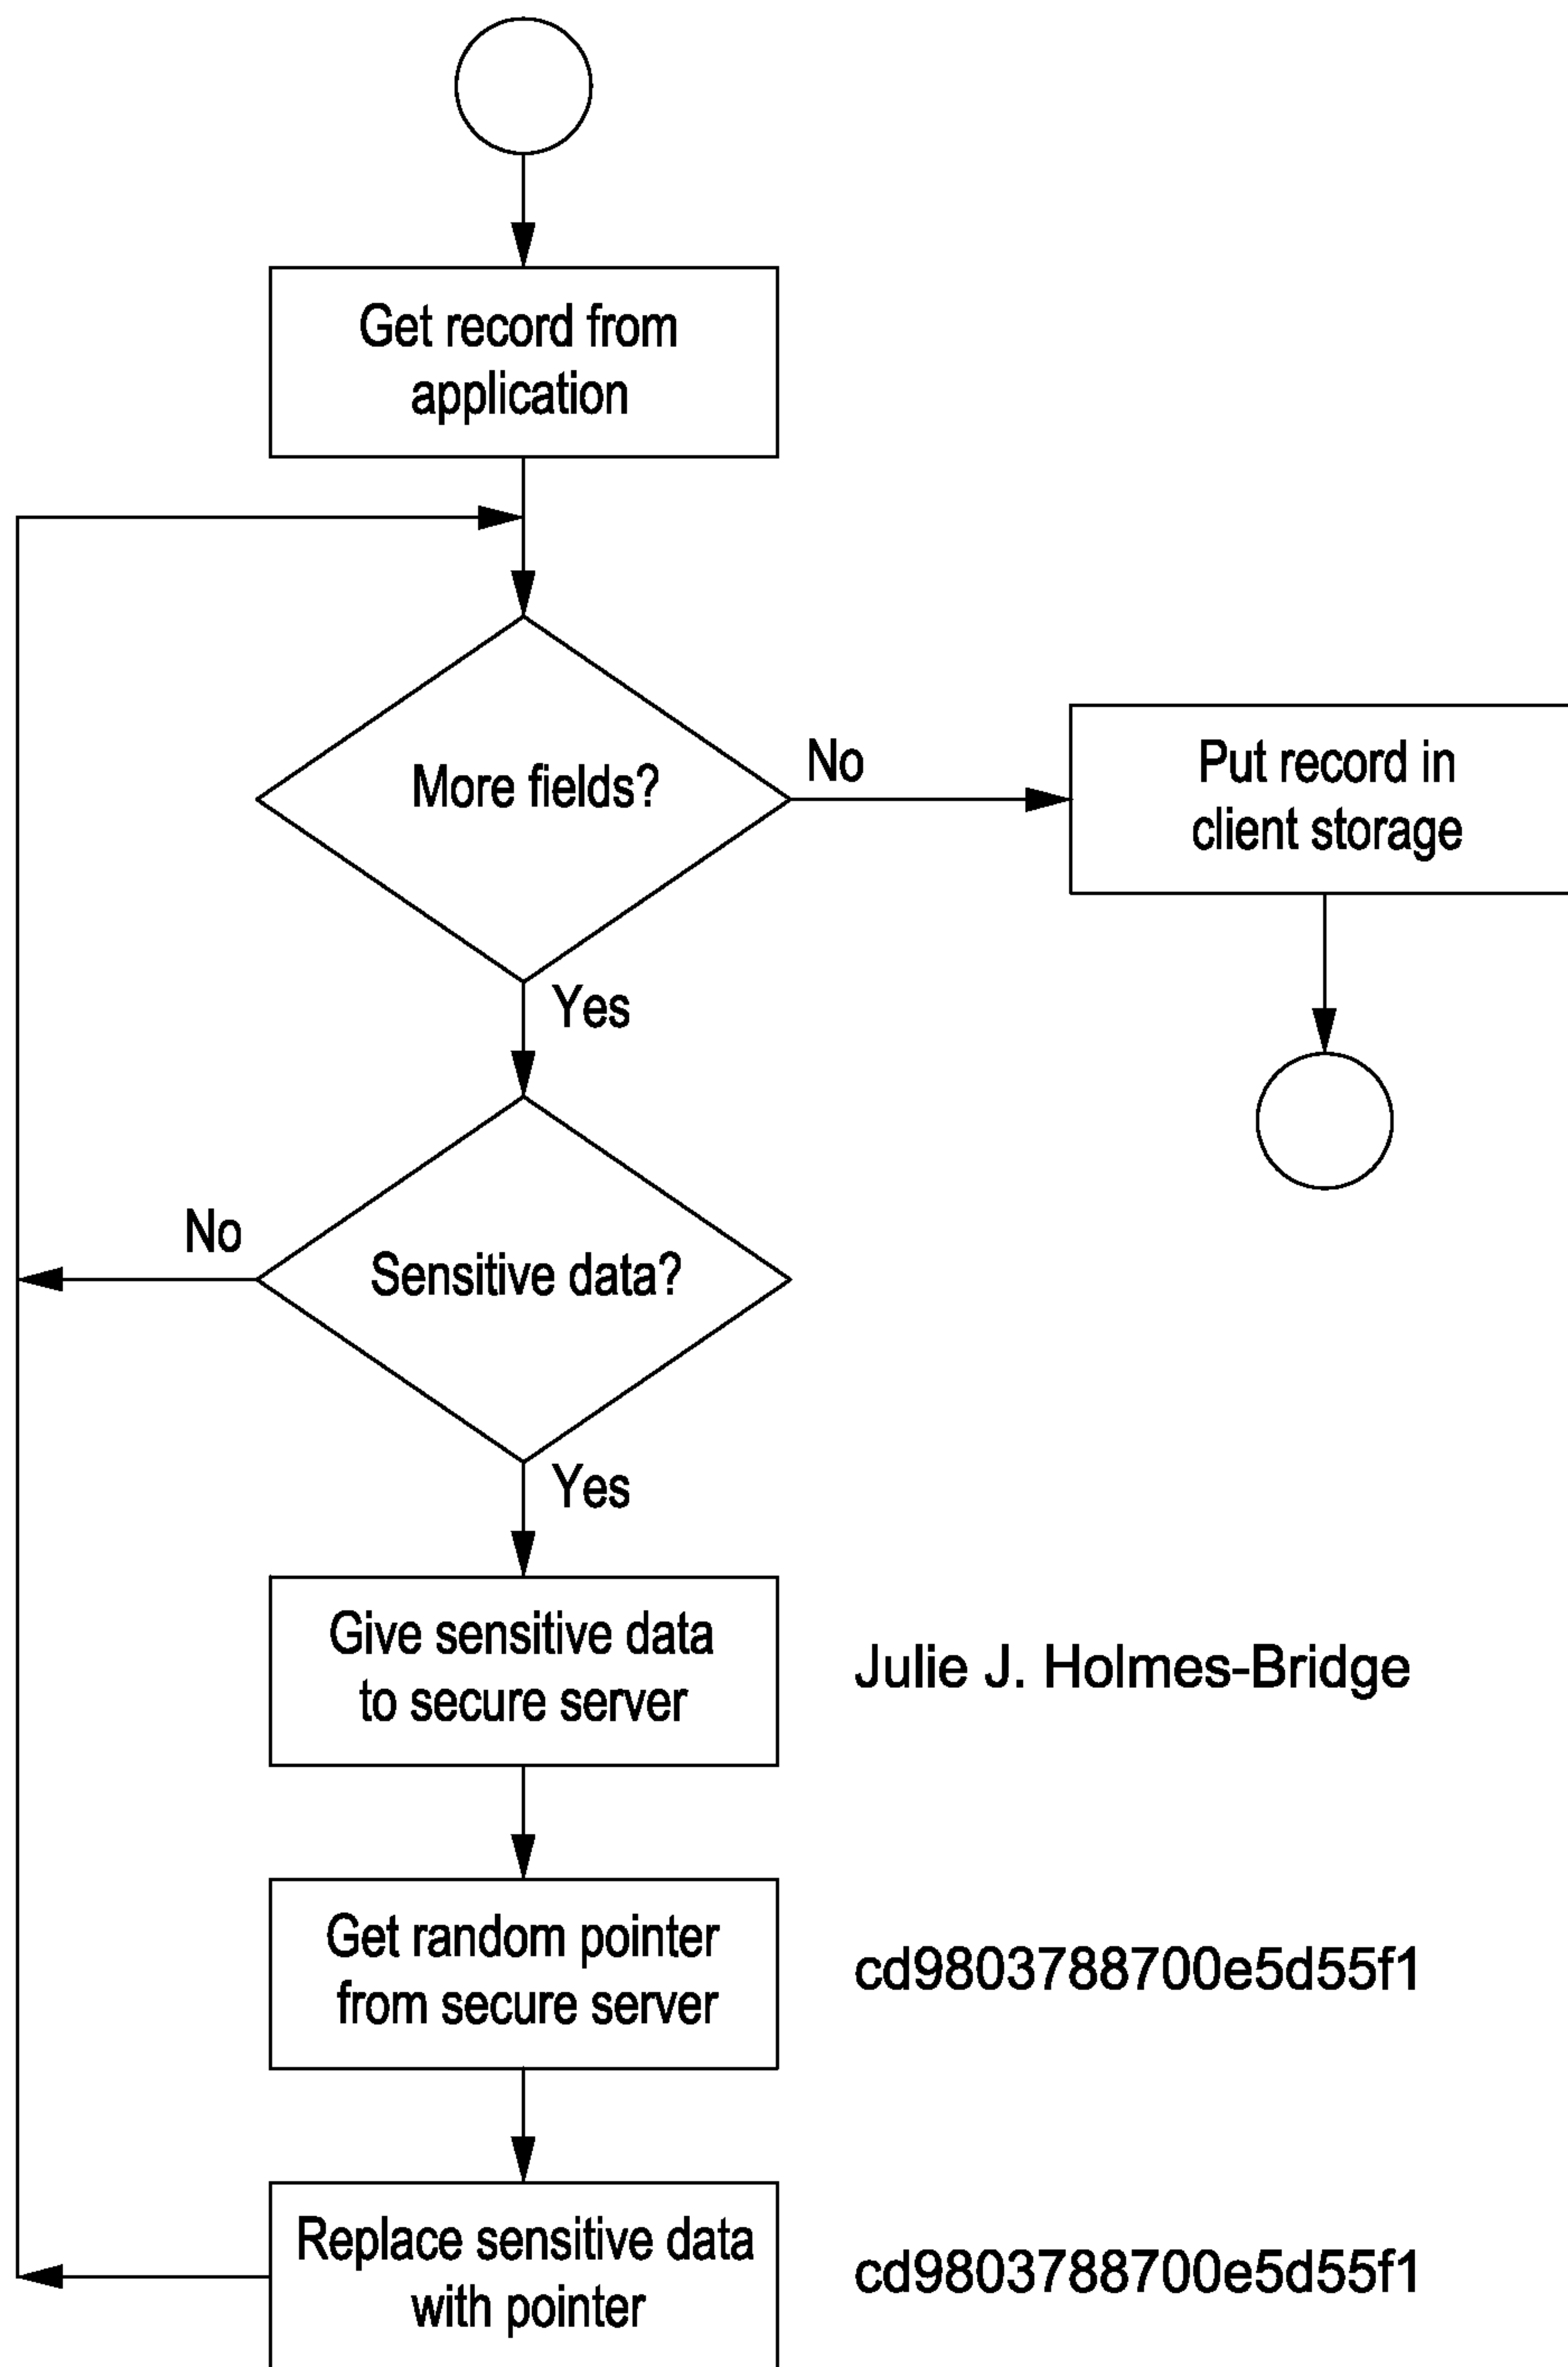 Get record from
application
More fields?
No
Put record in
client storage
Yes
Sensitive data?
No
Yes
Give sensitive data
to secure server
Julie J. Holmes-Bridge
Get random pointer
from secure server
cd9803788700e5d55f1
Replace sensitive data
with pointer
cd9803788700e5d55f1